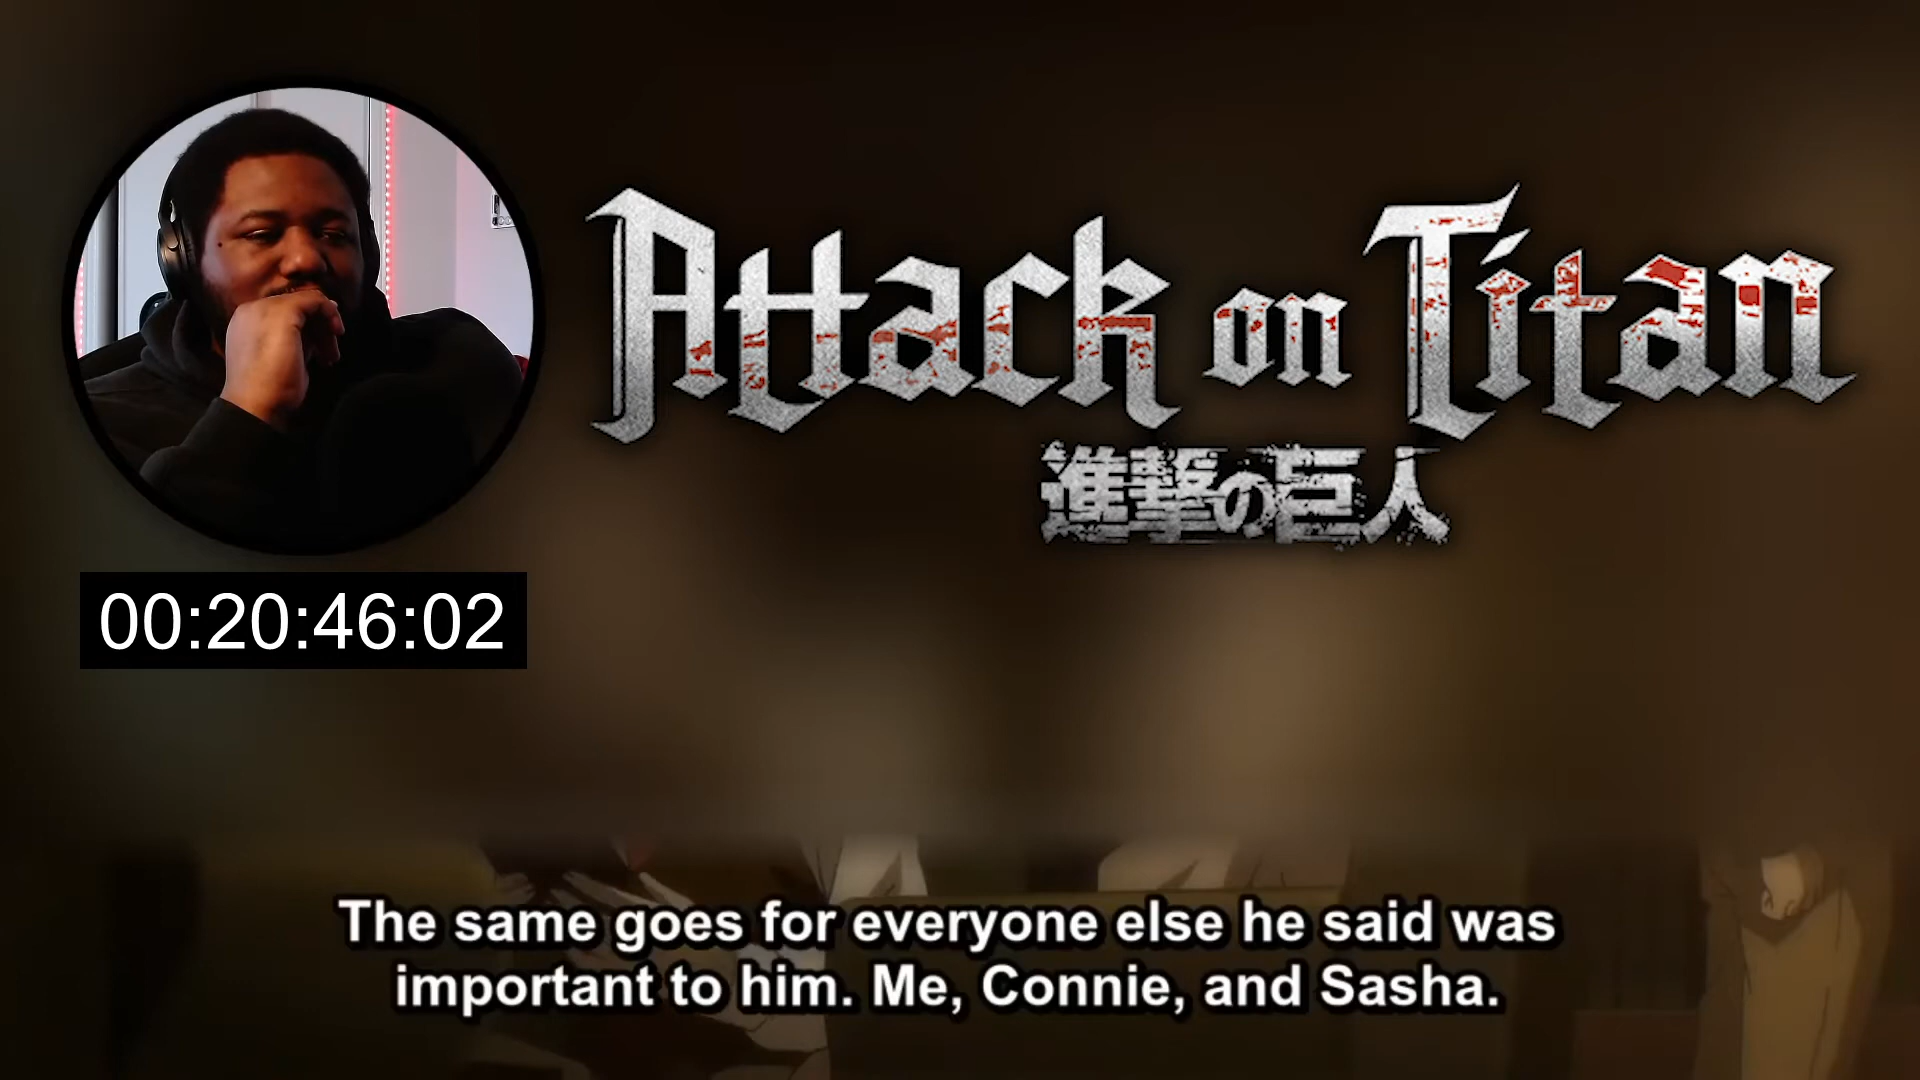 Attack on Titan
進撃の巨人
00:20:46:02
The same goes for everyone else he said was
important to him. Me, Connie, and Sasha.